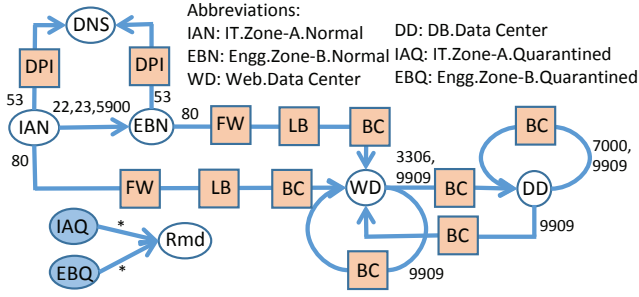 Abbreviations:
IAN: IT.Zone-A.Normal
EBN: Engg.Zone-B.Normal
WD: Web.Data Center
DD: DB.Data Center
IAQ: IT.Zone-A.Quarantined
EBQ: Engg.Zone-B.Quarantined
DNS
DPI
DPI
53
22,23,5900
53
IAN
EBN
80
FW
LB
BC
BC
7000,
9909
80
3306,
9909
FW
LB
BC
WD
BC
DD
IAQ
*
Rmd
BC
9909
EBQ
*
BC
9909